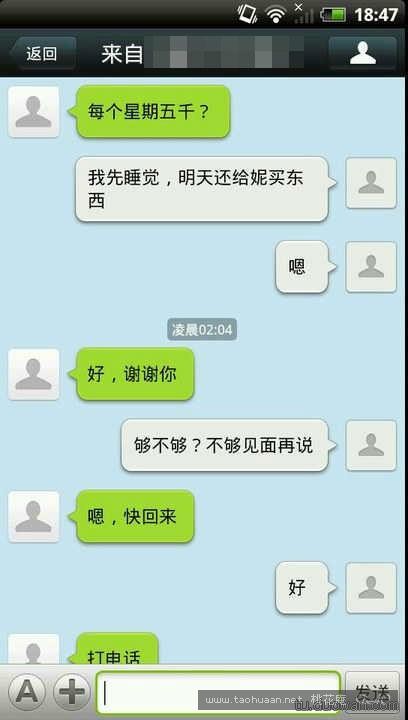 18:47
返回
来自
每个星期五千？
我先睡觉，明天还给妮买东
西
嗯
凌晨02:04
好，谢谢你
够不够？不够见面再说
嗯，快回来
好
打电话
A
发送
www.taohuaan.net 桃花庭